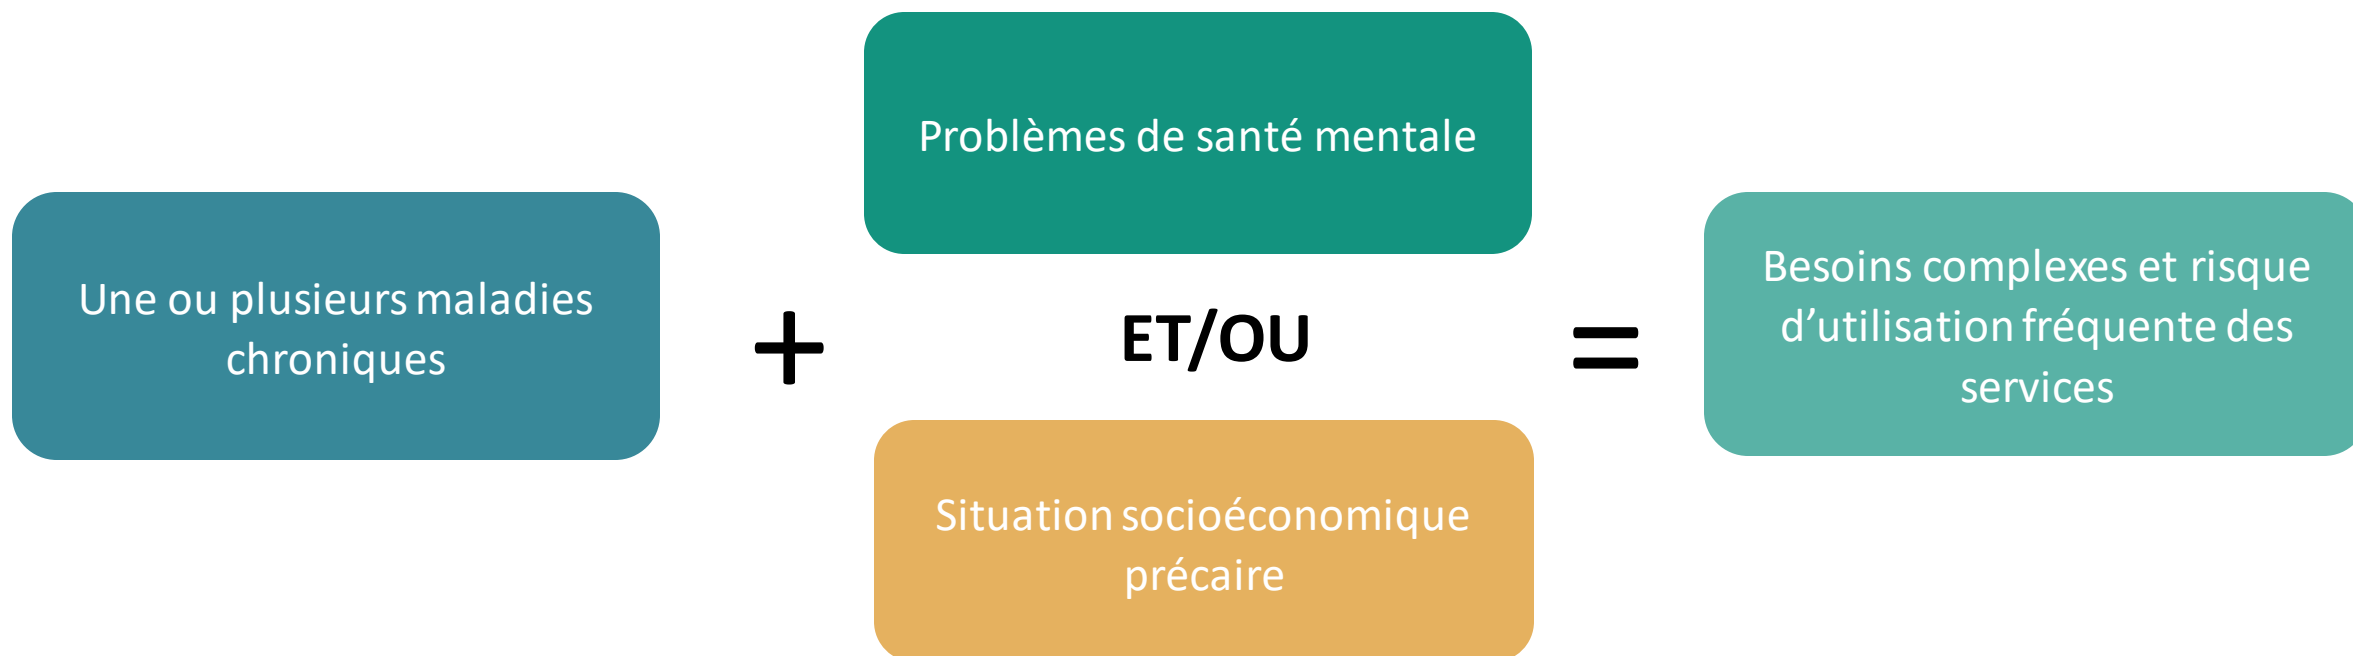 Une ou plusieurs maladies
chroniques
+
Problèmes de santé mentale
ET/OU
Situation socioéconomique
précaire
=
Besoins complexes et risque
d’utilisation fréquente des
services